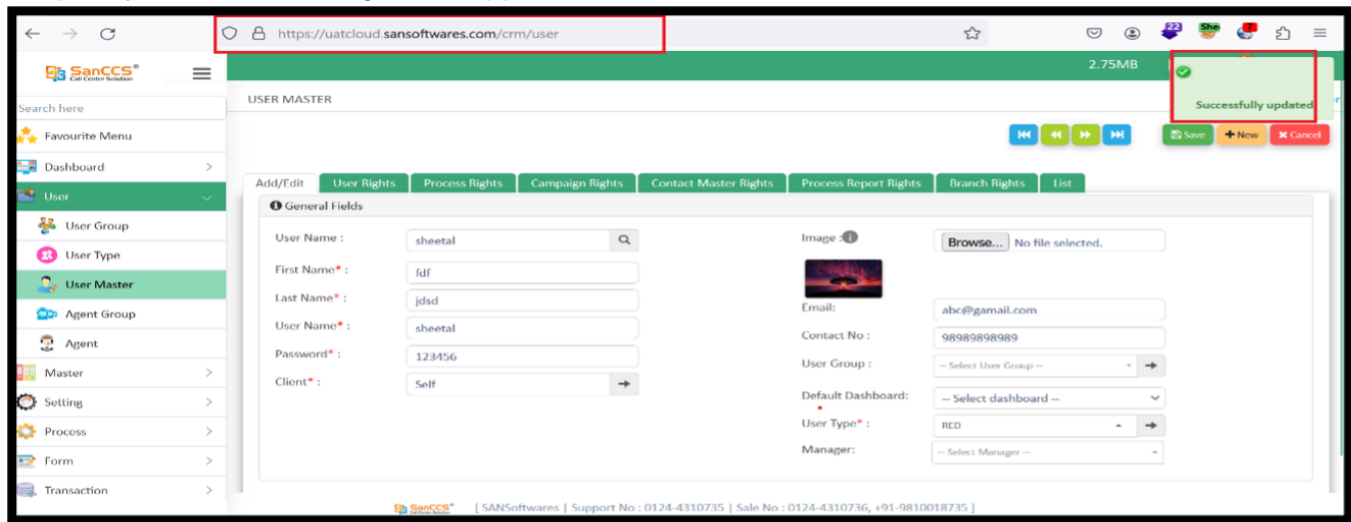 https://uatcloud.sansoftwares.com/crm/user
22
She
SanCCS®
Call Center Solution
2.75MB
Successfully updated
Search here
USER MASTER
Favourite Menu
Save
New
Cancel
Dashboard
Add/Edit User Rights Process Rights Campaign Rights Contact Master Rights Process Report Rights Branch Rights List
User
General Fields
User Group
User Name : sheetal
Image :
Browse... No file selected.
User Type
First Name* : fdf
User Master
Last Name* : jdsd
Email: abc@gamail.com
Agent Group
User Name* : sheetal
Contact No : 98989898989
Agent
Password* : 123456
User Group : -- Select User Group --
Master
Client* : Self
Default Dashboard: -- Select dashboard --
*
Setting
User Type* : RED
Process
Manager: -- Select Manager --
Form
Transaction
SanCCS® [ SANSoftwares | Support No : 0124-4310735 | Sale No : 0124-4310736, +91-9810018735 ]